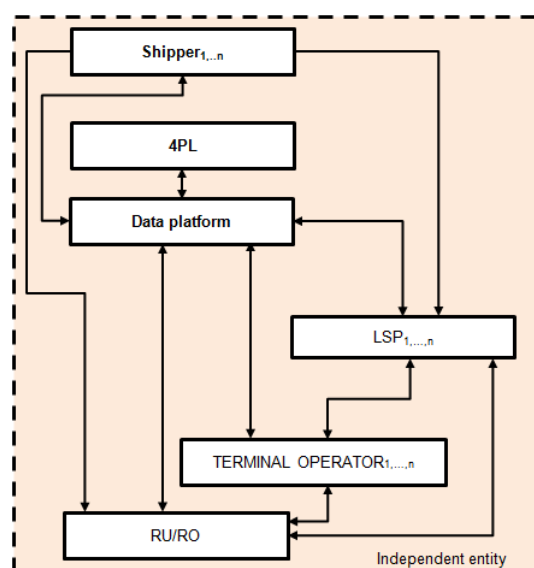 Shipper1,..n
4PL
Data platform
LSP1,...,n
TERMINAL OPERATOR1,...,n
RU/RO
Independent entity